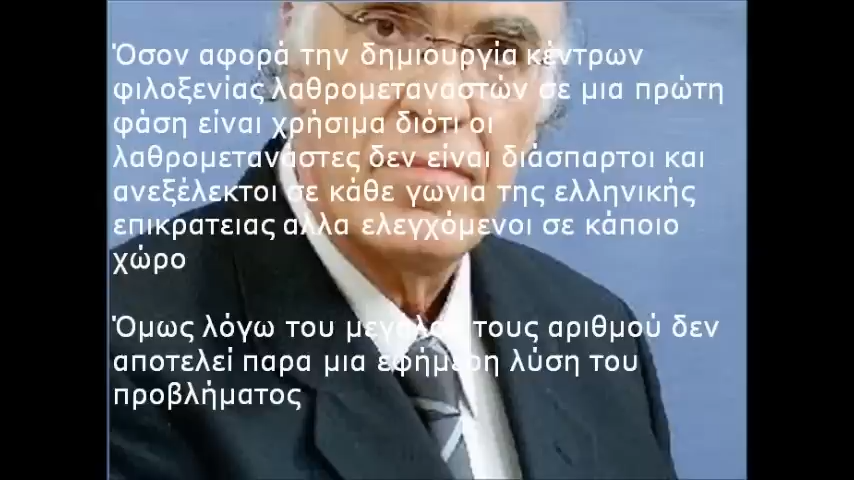 Όσον αφορά την δημιουργία κέντρων
φιλοξενίας λαθρομεταναστών σε μια πρώτη
φάση είναι χρήσιμα διότι οι
λαθρομετανάστες δεν είναι διάσπαρτοι και
ανεξέλεκτοι σε κάθε γωνια της ελληνικής
επικρατειας αλλα ελεγχόμενοι σε κάποιο
χώρο
Όμως λόγω του μεγάλου τους αριθμού δεν
αποτελεί παρα μια εφήμερη λύση του
προβλήματος